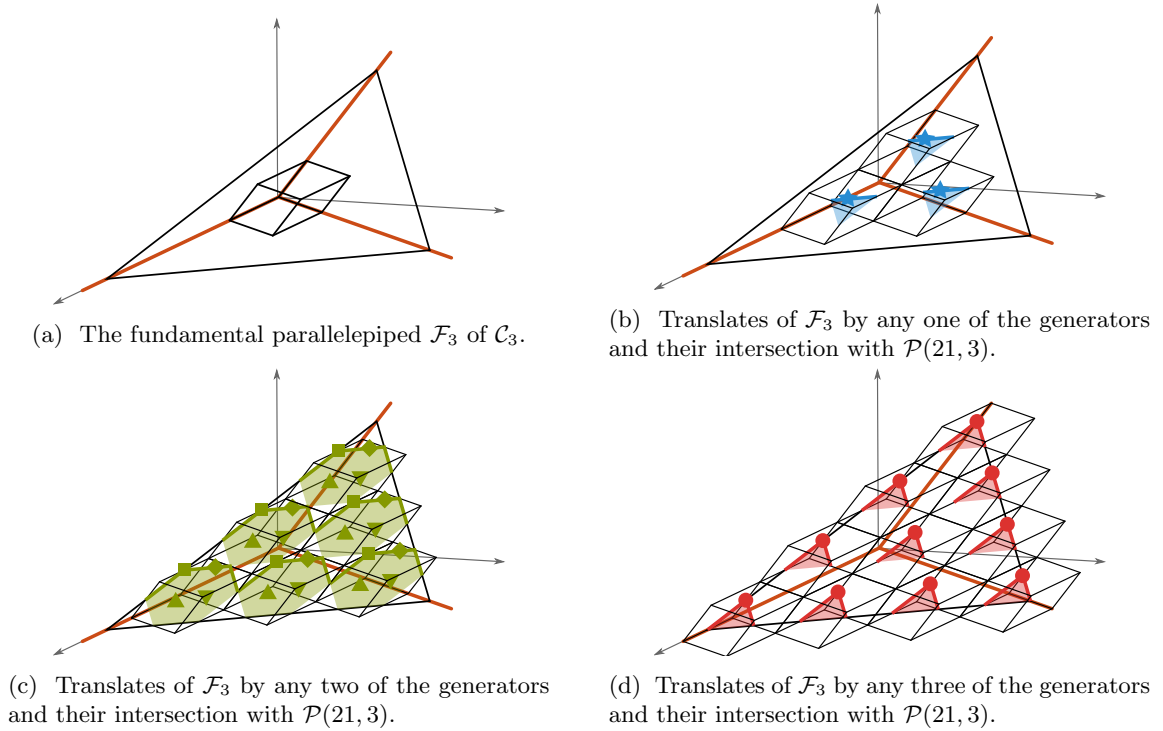 (a) The fundamental parallelepiped F₃ of C₃.
(b) Translates of F₃ by any one of the generators
and their intersection with P(21, 3).
(c) Translates of F₃ by any two of the generators
and their intersection with P(21, 3).
(d) Translates of F₃ by any three of the generators
and their intersection with P(21, 3).